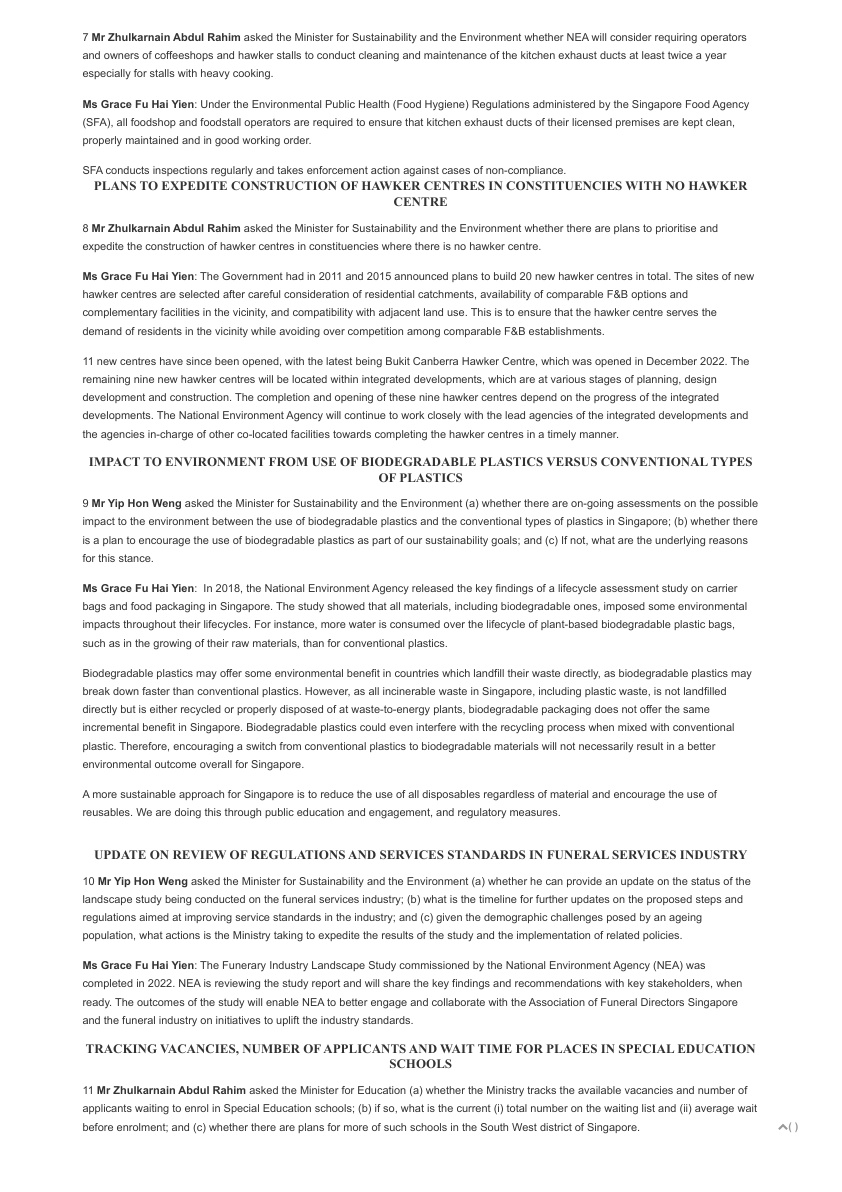 7 Mr Zhulkarnain Abdul Rahim asked the Minister for Sustainability and the Environment whether NEA will consider requiring operators
and owners of coffeeshops and hawker stalls to conduct cleaning and maintenance of the kitchen exhaust ducts at least twice a year
especially for stalls with heavy cooking.
Ms Grace Fu Hai Yien: Under the Environmental Public Health (Food Hygiene) Regulations administered by the Singapore Food Agency
(SFA), all foodshop and foodstall operators are required to ensure that kitchen exhaust ducts of their licensed premises are kept clean,
properly maintained and in good working order.
SFA conducts inspections regularly and takes enforcement action against cases of non-compliance.
PLANS TO EXPEDITE CONSTRUCTION OF HAWKER CENTRES IN CONSTITUENCIES WITH NO HAWKER
CENTRE
8 Mr Zhulkarnain Abdul Rahim asked the Minister for Sustainability and the Environment whether there are plans to prioritise and
expedite the construction of hawker centres in constituencies where there is no hawker centre.
Ms Grace Fu Hai Yien: The Government had in 2011 and 2015 announced plans to build 20 new hawker centres in total. The sites of new
hawker centres are selected after careful consideration of residential catchments, availability of comparable F&B options and
complementary facilities in the vicinity, and compatibility with adjacent land use. This is to ensure that the hawker centre serves the
demand of residents in the vicinity while avoiding over competition among comparable F&B establishments.
11 new centres have since been opened, with the latest being Bukit Canberra Hawker Centre, which was opened in December 2022. The
remaining nine new hawker centres will be located within integrated developments, which are at various stages of planning, design
development and construction. The completion and opening of these nine hawker centres depend on the progress of the integrated
developments. The National Environment Agency will continue to work closely with the lead agencies of the integrated developments and
the agencies in-charge of other co-located facilities towards completing the hawker centres in a timely manner.
IMPACT TO ENVIRONMENT FROM USE OF BIODEGRADABLE PLASTICS VERSUS CONVENTIONAL TYPES
OF PLASTICS
9 Mr Yip Hon Weng asked the Minister for Sustainability and the Environment (a) whether there are on-going assessments on the possible
impact to the environment between the use of biodegradable plastics and the conventional types of plastics in Singapore; (b) whether there
is a plan to encourage the use of biodegradable plastics as part of our sustainability goals; and (c) If not, what are the underlying reasons
for this stance.
Ms Grace Fu Hai Yien: In 2018, the National Environment Agency released the key findings of a lifecycle assessment study on carrier
bags and food packaging in Singapore. The study showed that all materials, including biodegradable ones, imposed some environmental
impacts throughout their lifecycles. For instance, more water is consumed over the lifecycle of plant-based biodegradable plastic bags,
such as in the growing of their raw materials, than for conventional plastics.
Biodegradable plastics may offer some environmental benefit in countries which landfill their waste directly, as biodegradable plastics may
break down faster than conventional plastics. However, as all incinerable waste in Singapore, including plastic waste, is not landfilled
directly but is either recycled or properly disposed of at waste-to-energy plants, biodegradable packaging does not offer the same
incremental benefit in Singapore. Biodegradable plastics could even interfere with the recycling process when mixed with conventional
plastic. Therefore, encouraging a switch from conventional plastics to biodegradable materials will not necessarily result in a better
environmental outcome overall for Singapore.
A more sustainable approach for Singapore is to reduce the use of all disposables regardless of material and encourage the use of
reusables. We are doing this through public education and engagement, and regulatory measures.
UPDATE ON REVIEW OF REGULATIONS AND SERVICES STANDARDS IN FUNERAL SERVICES INDUSTRY
10 Mr Yip Hon Weng asked the Minister for Sustainability and the Environment (a) whether he can provide an update on the status of the
landscape study being conducted on the funeral services industry; (b) what is the timeline for further updates on the proposed steps and
regulations aimed at improving service standards in the industry; and (c) given the demographic challenges posed by an ageing
population, what actions is the Ministry taking to expedite the results of the study and the implementation of related policies.
Ms Grace Fu Hai Yien: The Funerary Industry Landscape Study commissioned by the National Environment Agency (NEA) was
completed in 2022. NEA is reviewing the study report and will share the key findings and recommendations with key stakeholders, when
ready. The outcomes of the study will enable NEA to better engage and collaborate with the Association of Funeral Directors Singapore
and the funeral industry on initiatives to uplift the industry standards.
TRACKING VACANCIES, NUMBER OF APPLICANTS AND WAIT TIME FOR PLACES IN SPECIAL EDUCATION
SCHOOLS
11 Mr Zhulkarnain Abdul Rahim asked the Minister for Education (a) whether the Ministry tracks the available vacancies and number of
applicants waiting to enrol in Special Education schools; (b) if so, what is the current (i) total number on the waiting list and (ii) average wait
before enrolment; and (c) whether there are plans for more of such schools in the South West district of Singapore.
( )